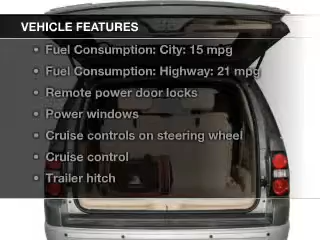 VEHICLE FEATURES
• Fuel Consumption: City: 15 mpg
• Fuel Consumption: Highway: 21 mpg
• Remote power door locks
• Power windows
• Cruise controls on steering wheel
• Cruise control
• Trailer hitch